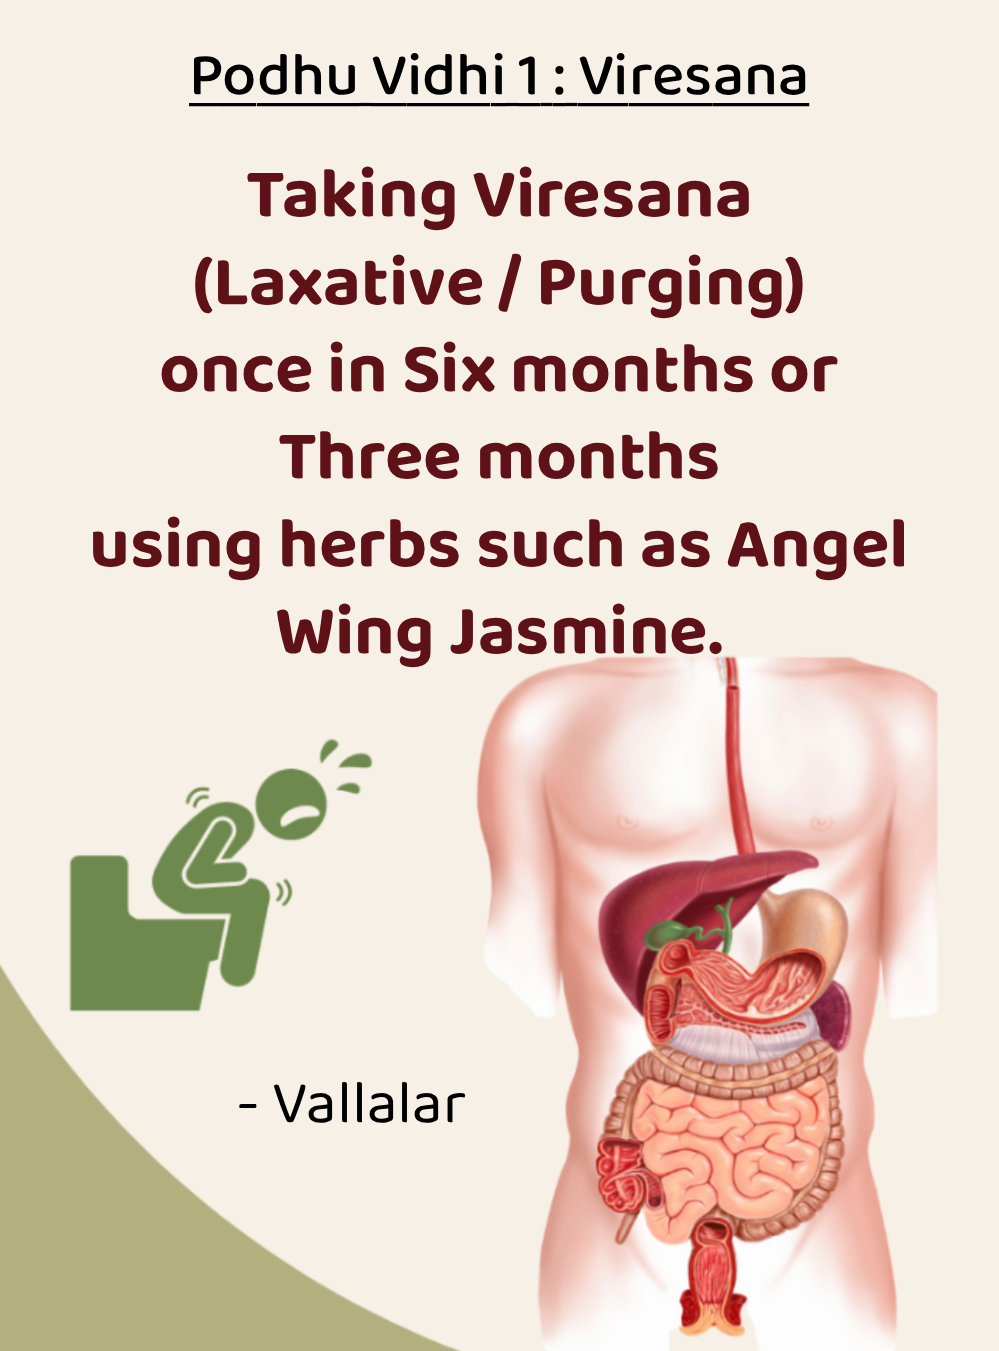 Podhu Vidhi 1 : Viresana
Taking Viresana
(Laxative / Purging)
once in Six months or
Three months
using herbs such as Angel
Wing Jasmine.
- Vallalar